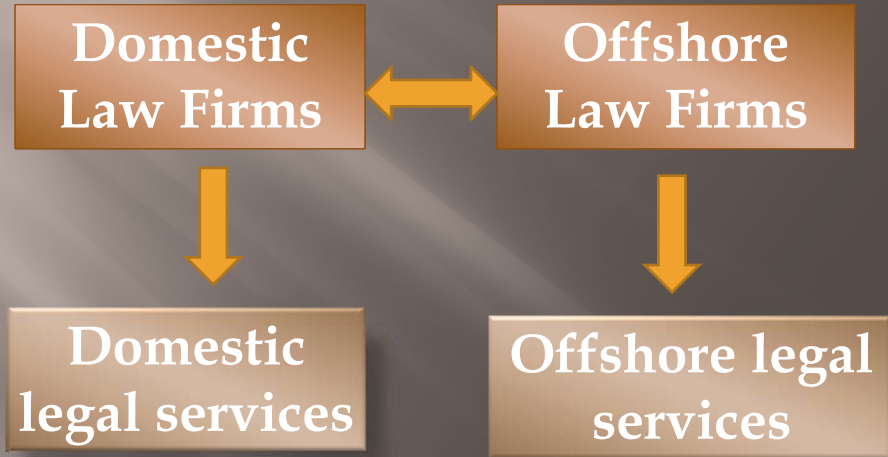 Domestic
Law Firms
Offshore
Law Firms
Domestic
legal services
Offshore legal
services